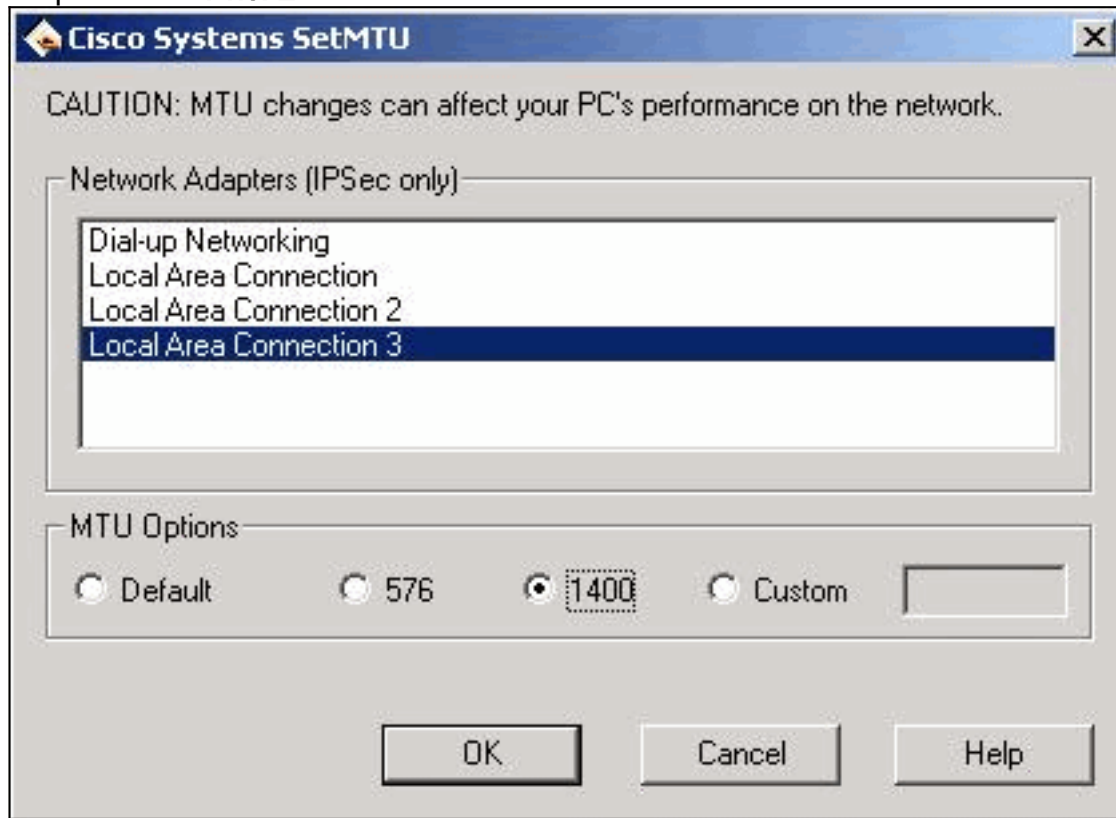 Cisco Systems SetMTU
CAUTION: MTU changes can affect your PC's performance on the network.
Network Adapters (IPSec only)
Dial-up Networking
Local Area Connection
Local Area Connection 2
Local Area Connection 3
MTU Options
Default 576 1400 Custom
OK Cancel Help